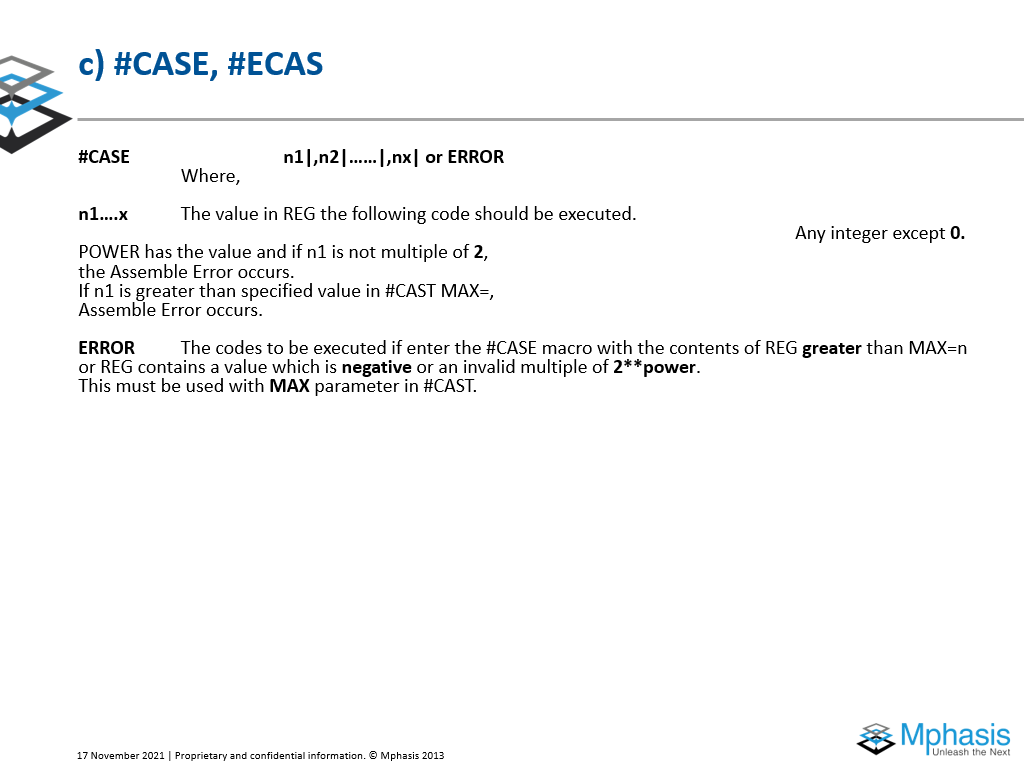 c) #CASE, #ECAS
#CASE n1|,n2|......|,nx| or ERROR
Where,
n1....x The value in REG the following code should be executed.
Any integer except 0.
POWER has the value and if n1 is not multiple of 2,
the Assemble Error occurs.
If n1 is greater than specified value in #CAST MAX=,
Assemble Error occurs.
ERROR The codes to be executed if enter the #CASE macro with the contents of REG greater than MAX=n
or REG contains a value which is negative or an invalid multiple of 2**power.
This must be used with MAX parameter in #CAST.
17 November 2021 | Proprietary and confidential information. © Mphasis 2013
Mphasis
Unleash the Next